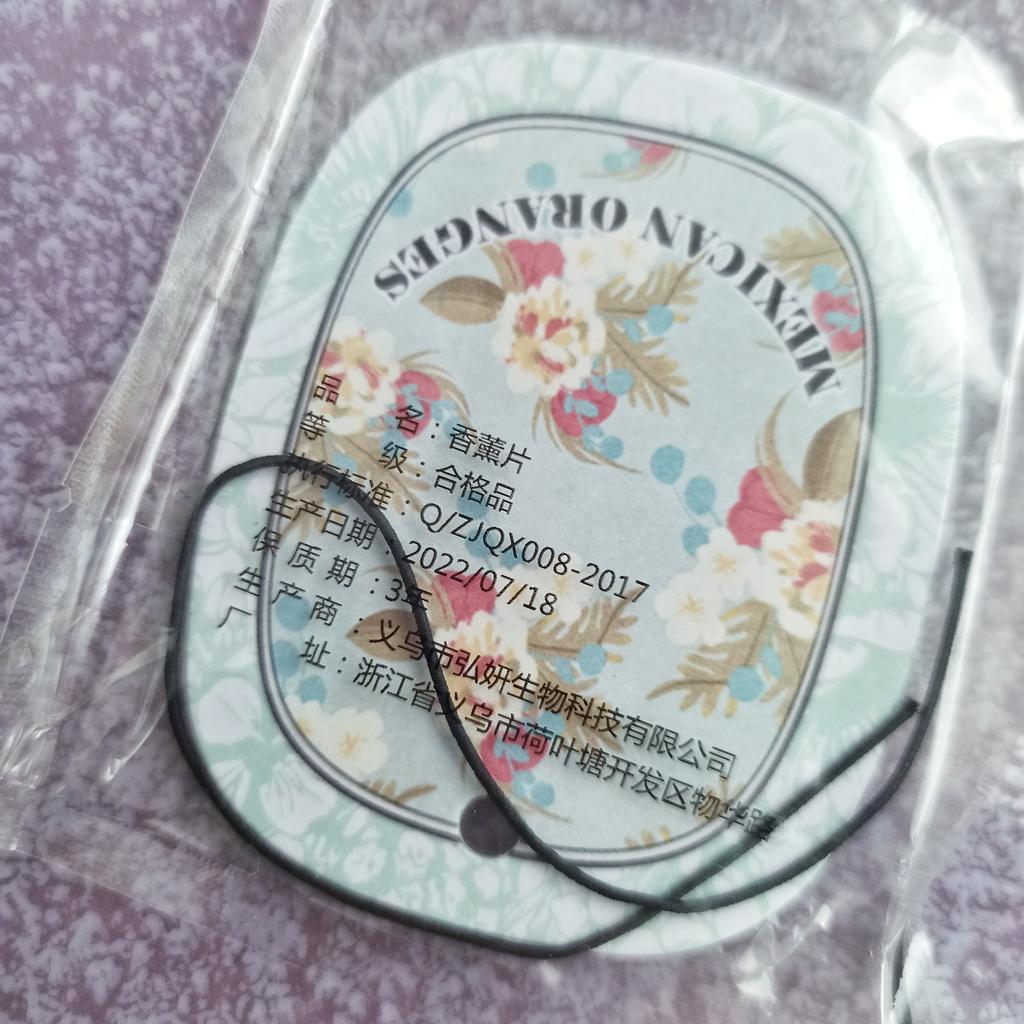 MEXICAN ORANGES
品 名：香薰片
等 级：合格品
执行标准：Q/ZJQX008-2017
生产日期：2022/07/18
保质期：3年
生产商：义乌市弘妍生物科技有限公司
厂 址：浙江省义乌市荷叶塘开发区物华路